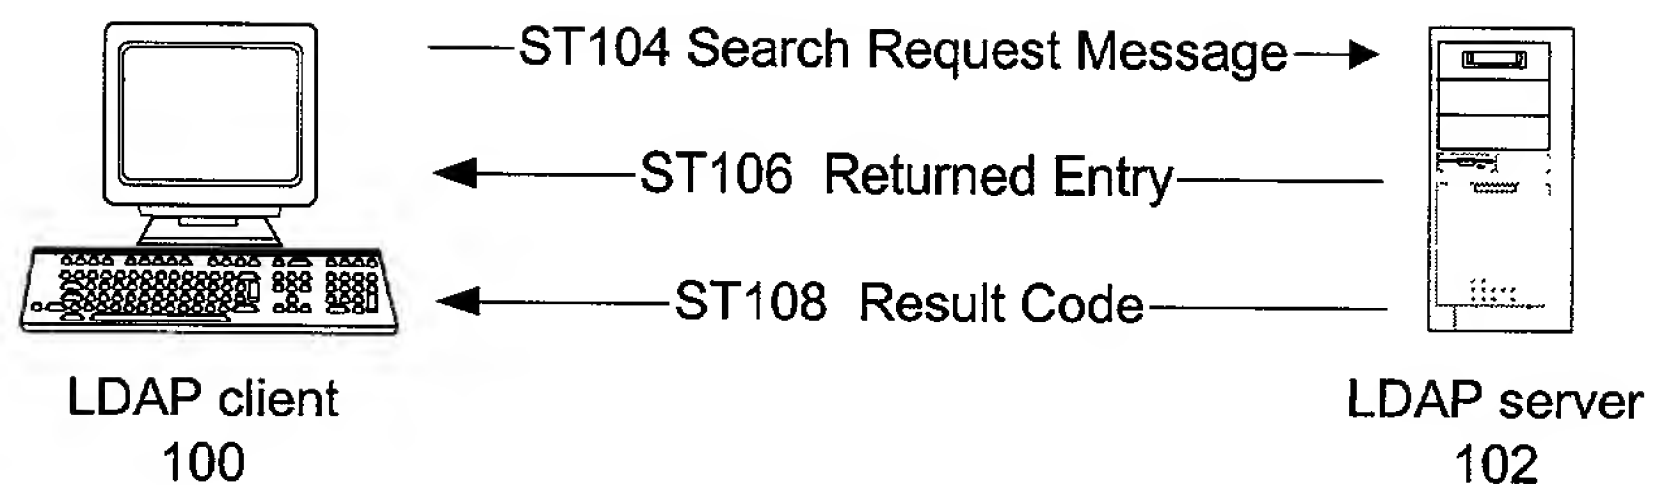 ST104 Search Request Message
ST106 Returned Entry
ST108 Result Code
LDAP client
100
LDAP server
102